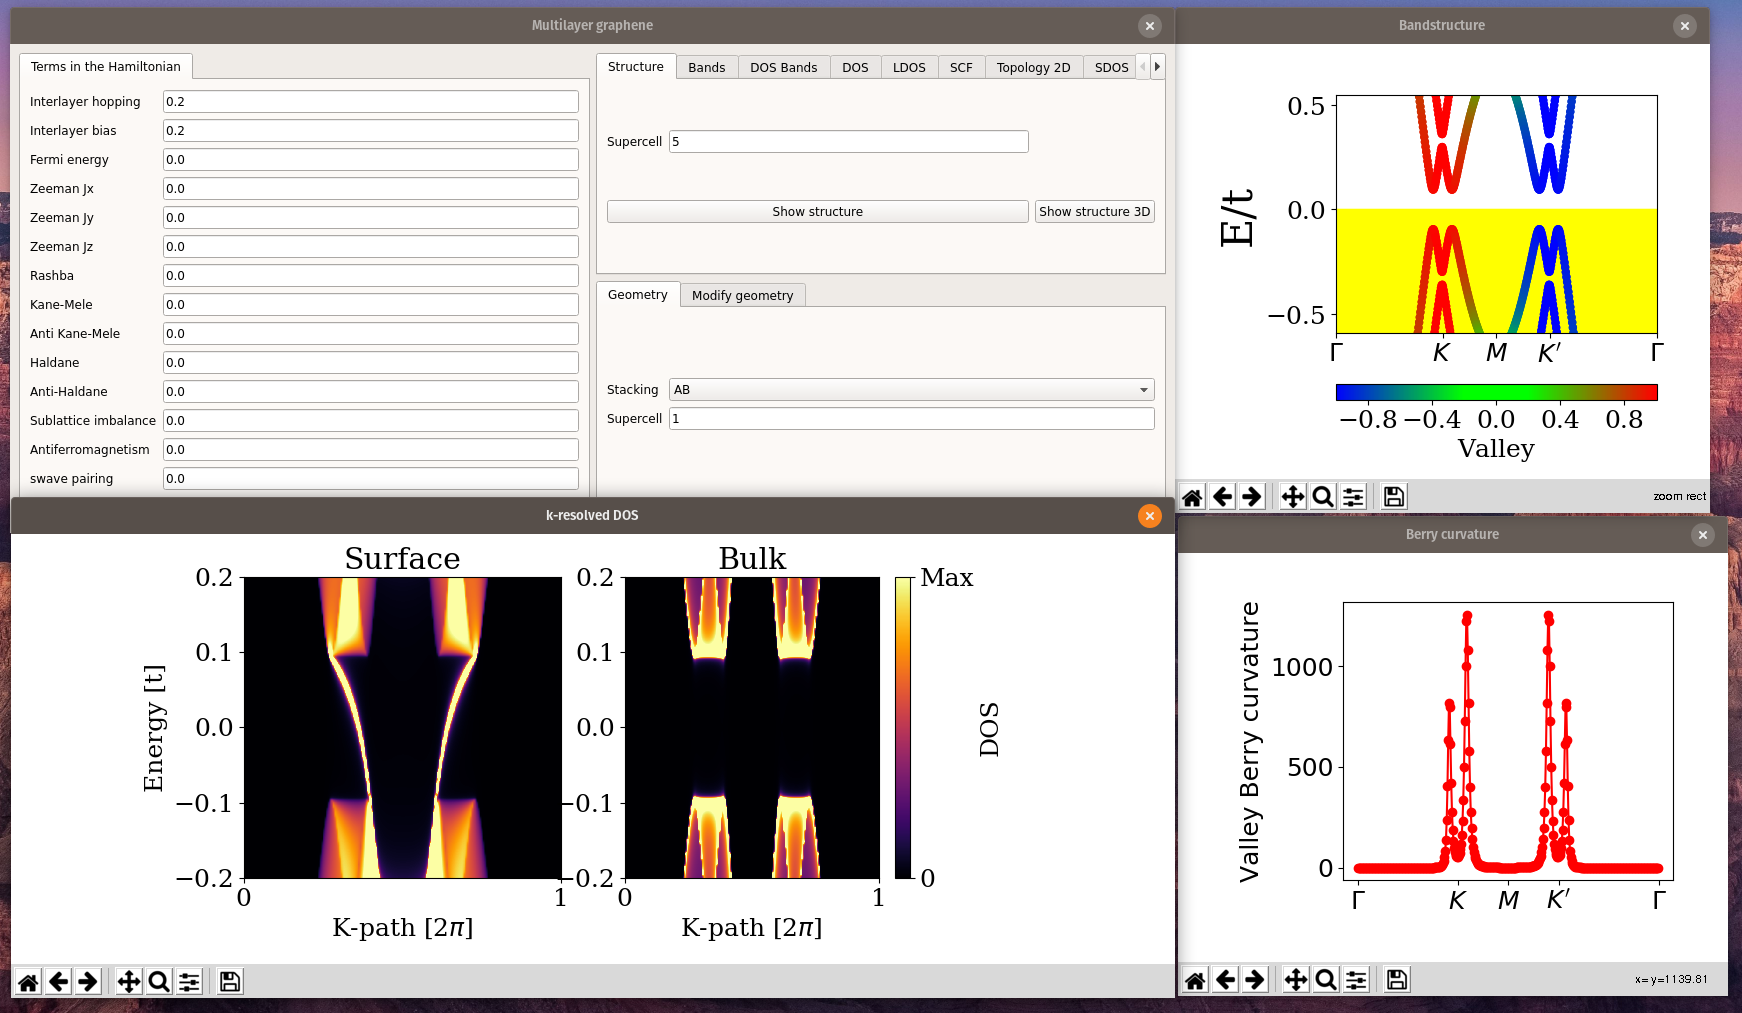 Multilayer graphene
Terms in the Hamiltonian
Interlayer hopping 0.2
Interlayer bias 0.2
Fermi energy 0.0
Zeeman Jx 0.0
Zeeman Jy 0.0
Zeeman Jz 0.0
Rashba 0.0
Kane-Mele 0.0
Anti Kane-Mele 0.0
Haldane 0.0
Anti-Haldane 0.0
Sublattice imbalance 0.0
Antiferromagnetism 0.0
swave pairing 0.0
Structure Bands DOS Bands DOS LDOS SCF Topology 2D SDOS
Supercell 5
Show structure Show structure 3D
Geometry Modify geometry
Stacking AB
Supercell 1
Bandstructure
E/t
0.5
0.0
−0.5
Γ K M K′ Γ
−0.8 −0.4 0.0 0.4 0.8
Valley
zoom rect
k-resolved DOS
Surface
Energy [t]
0.2
0.1
0.0
−0.1
−0.2
0 1
K-path [2π]
Bulk
0.2
0.1
0.0
−0.1
−0.2
0 1
K-path [2π]
Max
0
DOS
Berry curvature
Valley Berry curvature
1000
500
0
Γ K M K′ Γ
x= y=1139.81